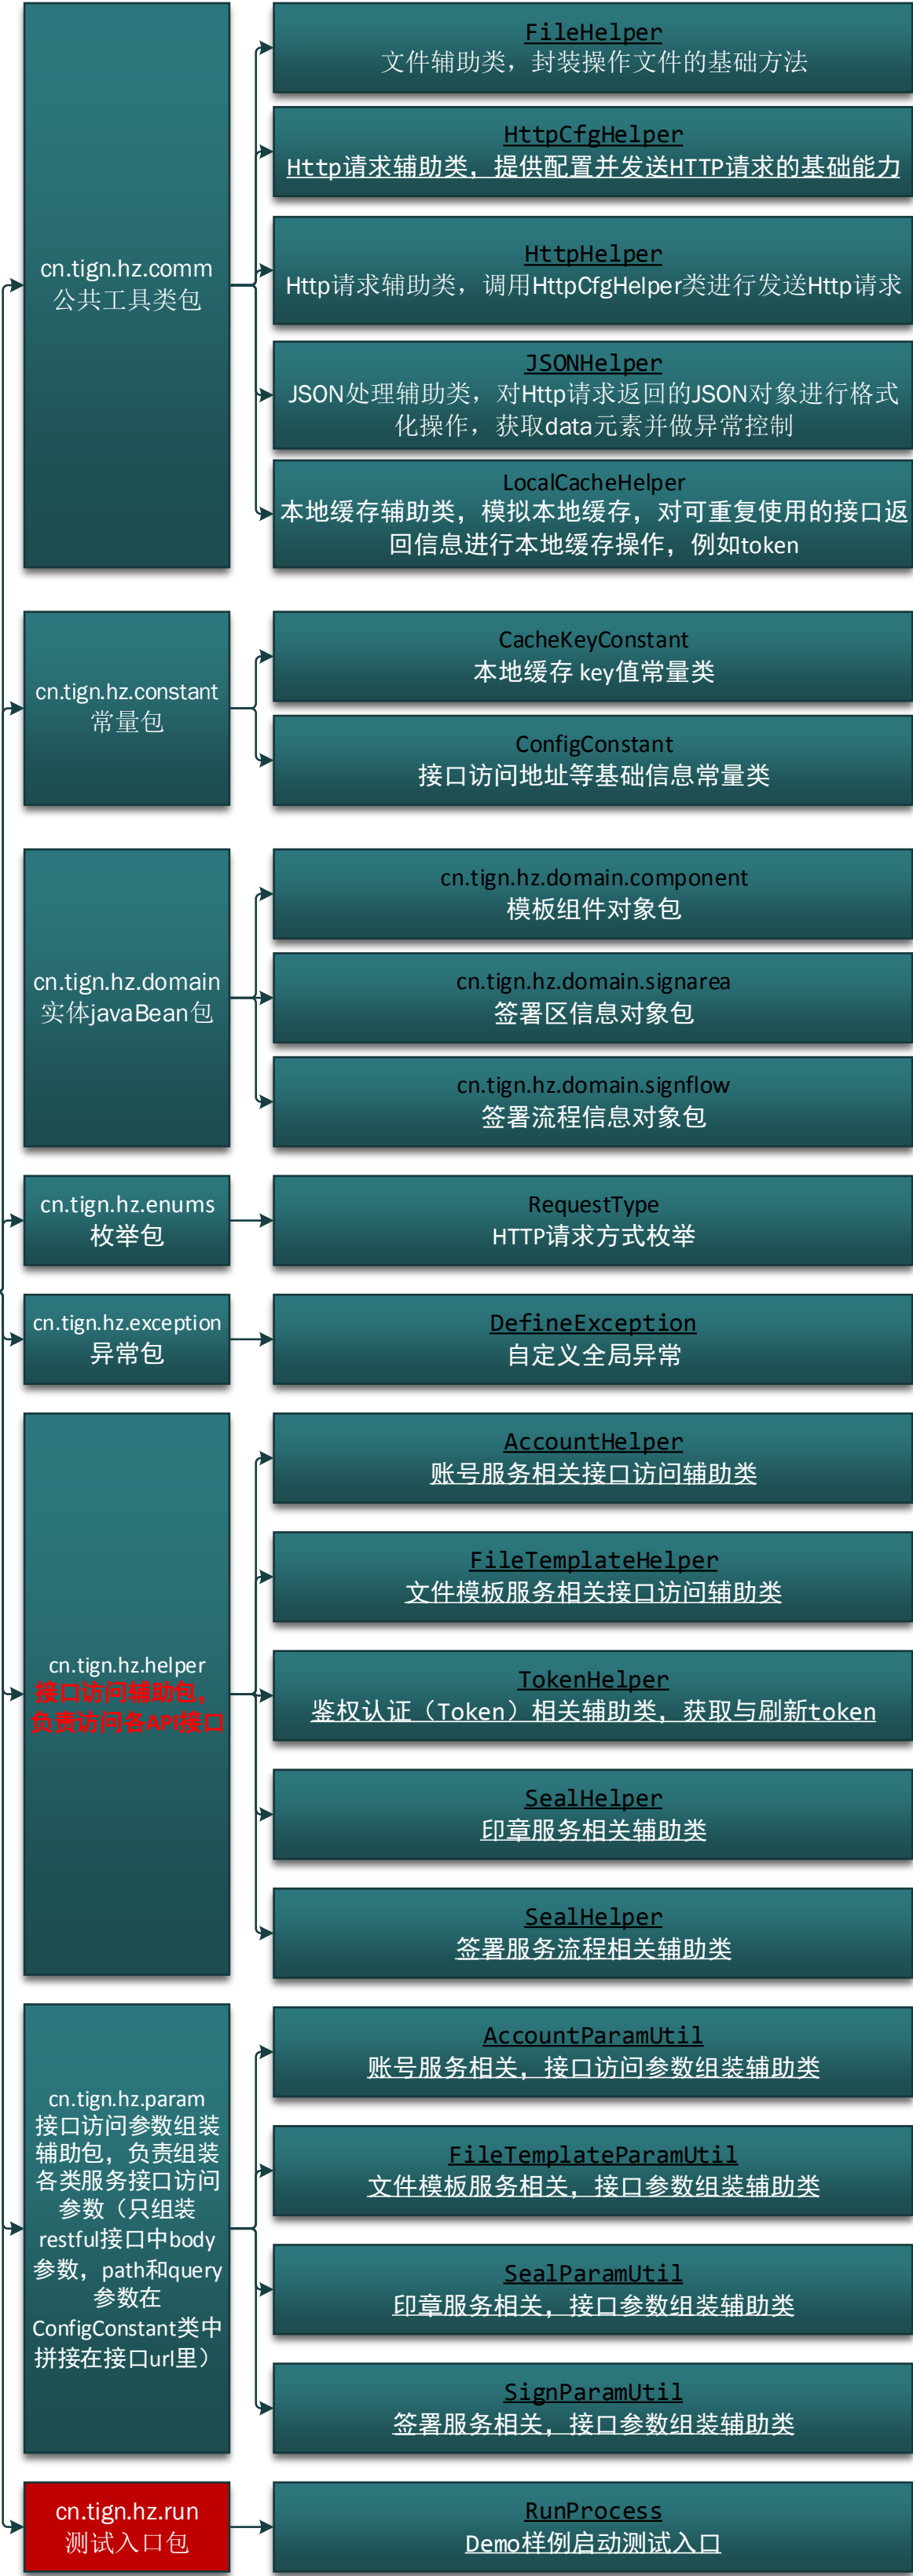 cn.tign.hz.comm
公共工具类包
FileHelper
文件辅助类，封装操作文件的基础方法
HttpCfgHelper
Http请求辅助类，提供配置并发送HTTP请求的基础能力
HttpHelper
Http请求辅助类，调用HttpCfgHelper类进行发送Http请求
JSONHelper
JSON处理辅助类，对Http请求返回的JSON对象进行格式
化操作，获取data元素并做异常控制
LocalCacheHelper
本地缓存辅助类，模拟本地缓存，对可重复使用的接口返
回信息进行本地缓存操作，例如token
cn.tign.hz.constant
常量包
CacheKeyConstant
本地缓存 key值常量类
ConfigConstant
接口访问地址等基础信息常量类
cn.tign.hz.domain
实体javaBean包
cn.tign.hz.domain.component
模板组件对象包
cn.tign.hz.domain.signarea
签署区信息对象包
cn.tign.hz.domain.signflow
签署流程信息对象包
cn.tign.hz.enums
枚举包
RequestType
HTTP请求方式枚举
cn.tign.hz.exception
异常包
DefineException
自定义全局异常
cn.tign.hz.helper
接口访问辅助包，
负责访问各API接口
AccountHelper
账号服务相关接口访问辅助类
FileTemplateHelper
文件模板服务相关接口访问辅助类
TokenHelper
鉴权认证（Token）相关辅助类，获取与刷新token
SealHelper
印章服务相关辅助类
SealHelper
签署服务流程相关辅助类
cn.tign.hz.param
接口访问参数组装
辅助包，负责组装
各类服务接口访问
参数（只组装
restful接口中body
参数，path和query
参数在
ConfigConstant类中
拼接在接口url里）
AccountParamUtil
账号服务相关，接口访问参数组装辅助类
FileTemplateParamUtil
文件模板服务相关，接口参数组装辅助类
SealParamUtil
印章服务相关，接口参数组装辅助类
SignParamUtil
签署服务相关，接口参数组装辅助类
cn.tign.hz.run
测试入口包
RunProcess
Demo样例启动测试入口